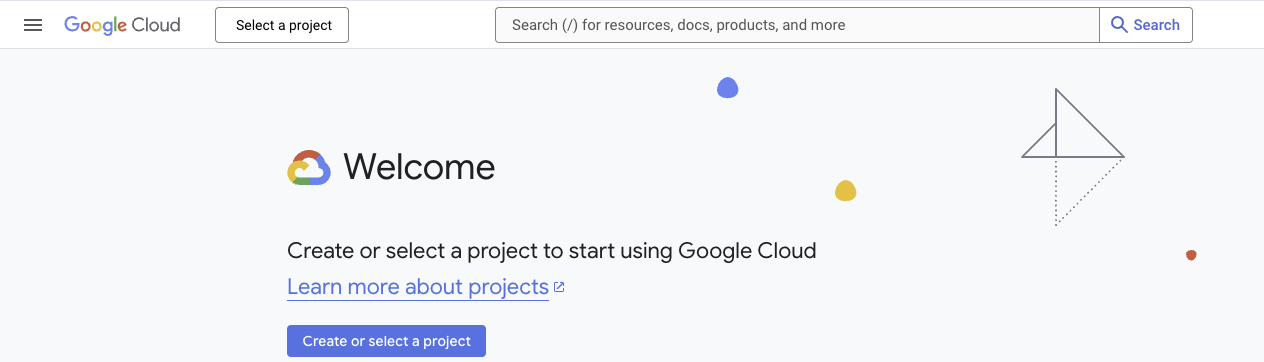 Google Cloud
Select a project
Search (/) for resources, docs, products, and more
Search
Welcome
Create or select a project to start using Google Cloud
Learn more about projects
Create or select a project